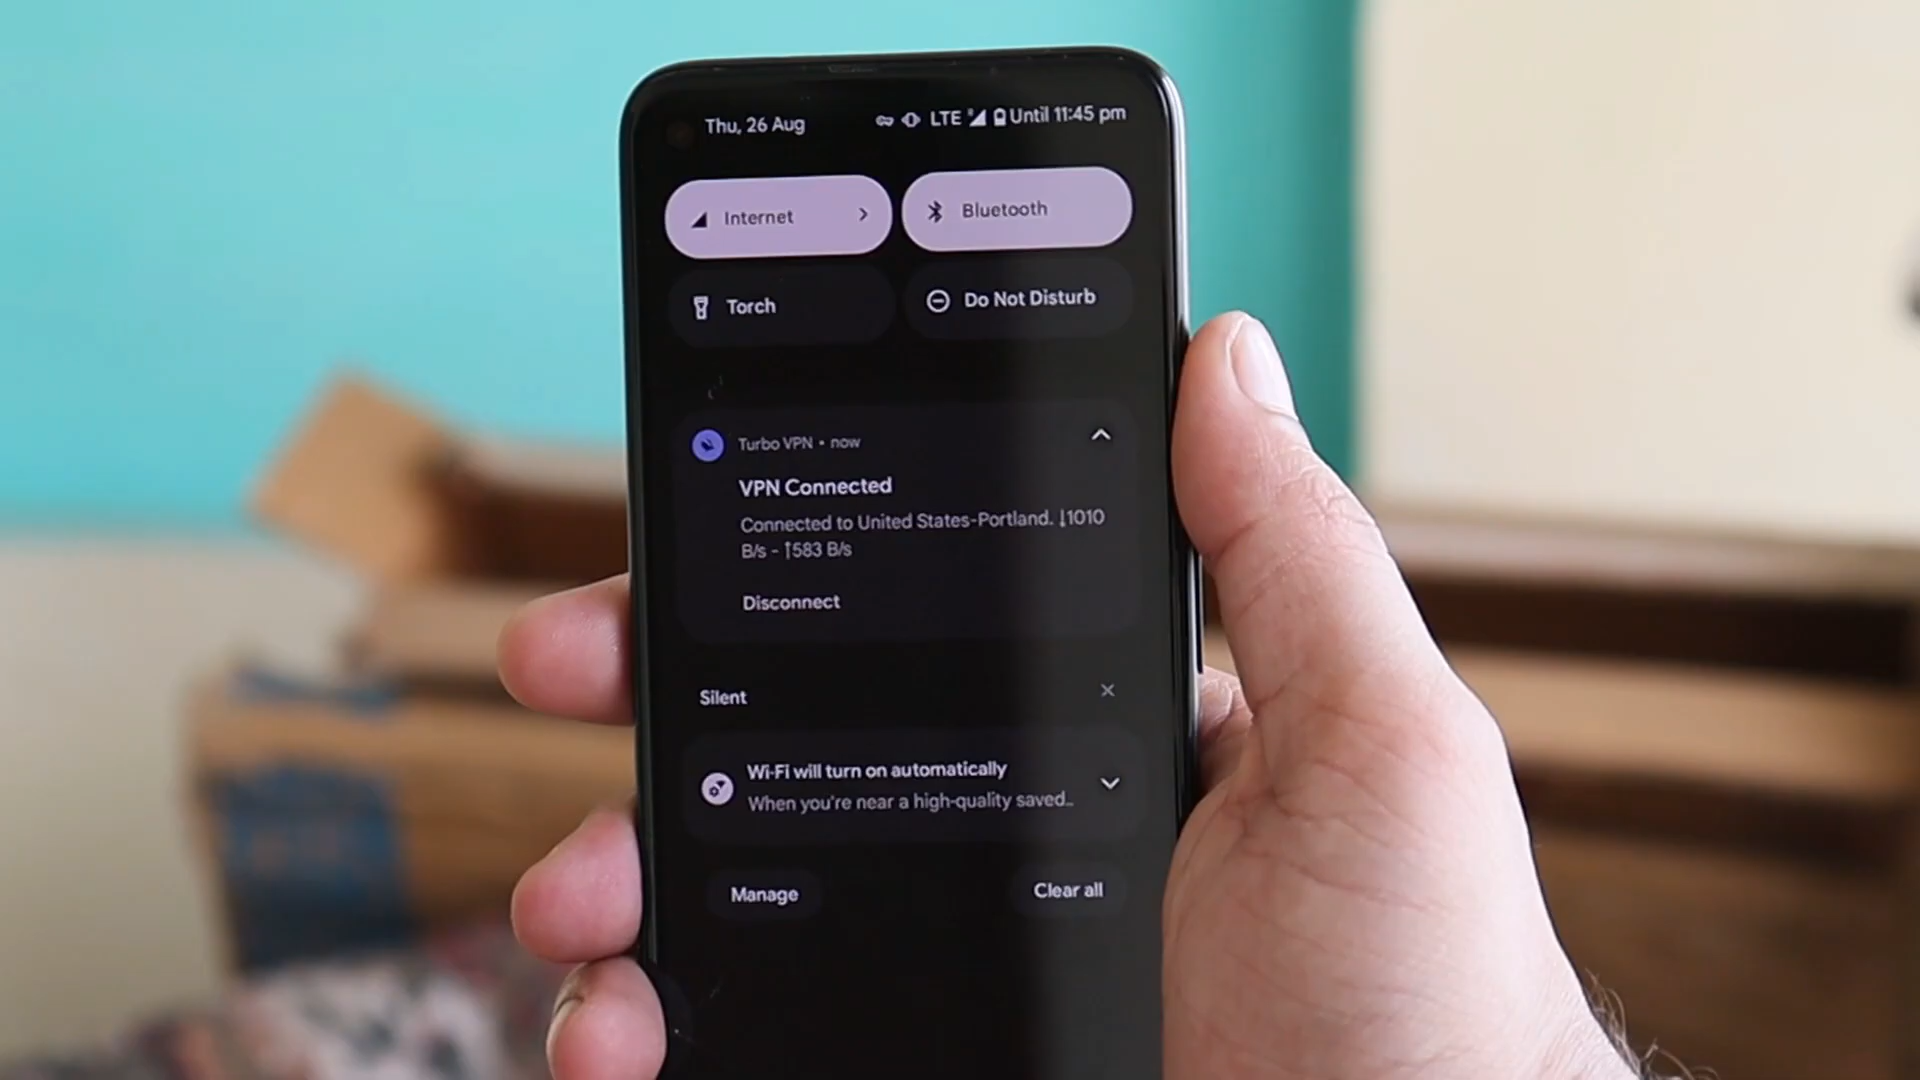 Thu, 26 Aug
LTE Until 11:45 pm
Internet
Bluetooth
Torch
Do Not Disturb
Turbo VPN • now
VPN Connected
Connected to United States-Portland. ↓1010
B/s - ↑583 B/s
Disconnect
Silent
Wi-Fi will turn on automatically
When you're near a high-quality saved..
Manage
Clear all